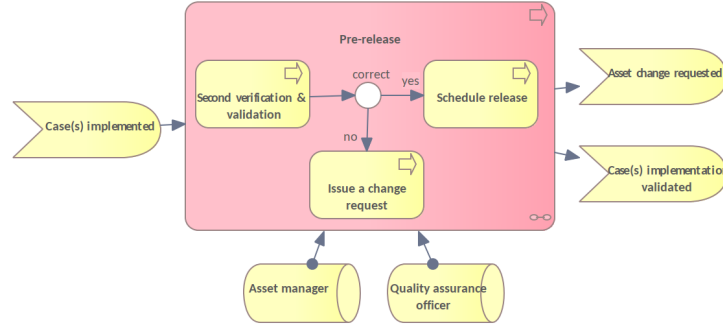 Pre-release
correct
yes
Second verification &
validation
Schedule release
Asset change requested
Case(s) implemented
no
Case(s) implementation
validated
Issue a change
request
Asset manager
Quality assurance
officer